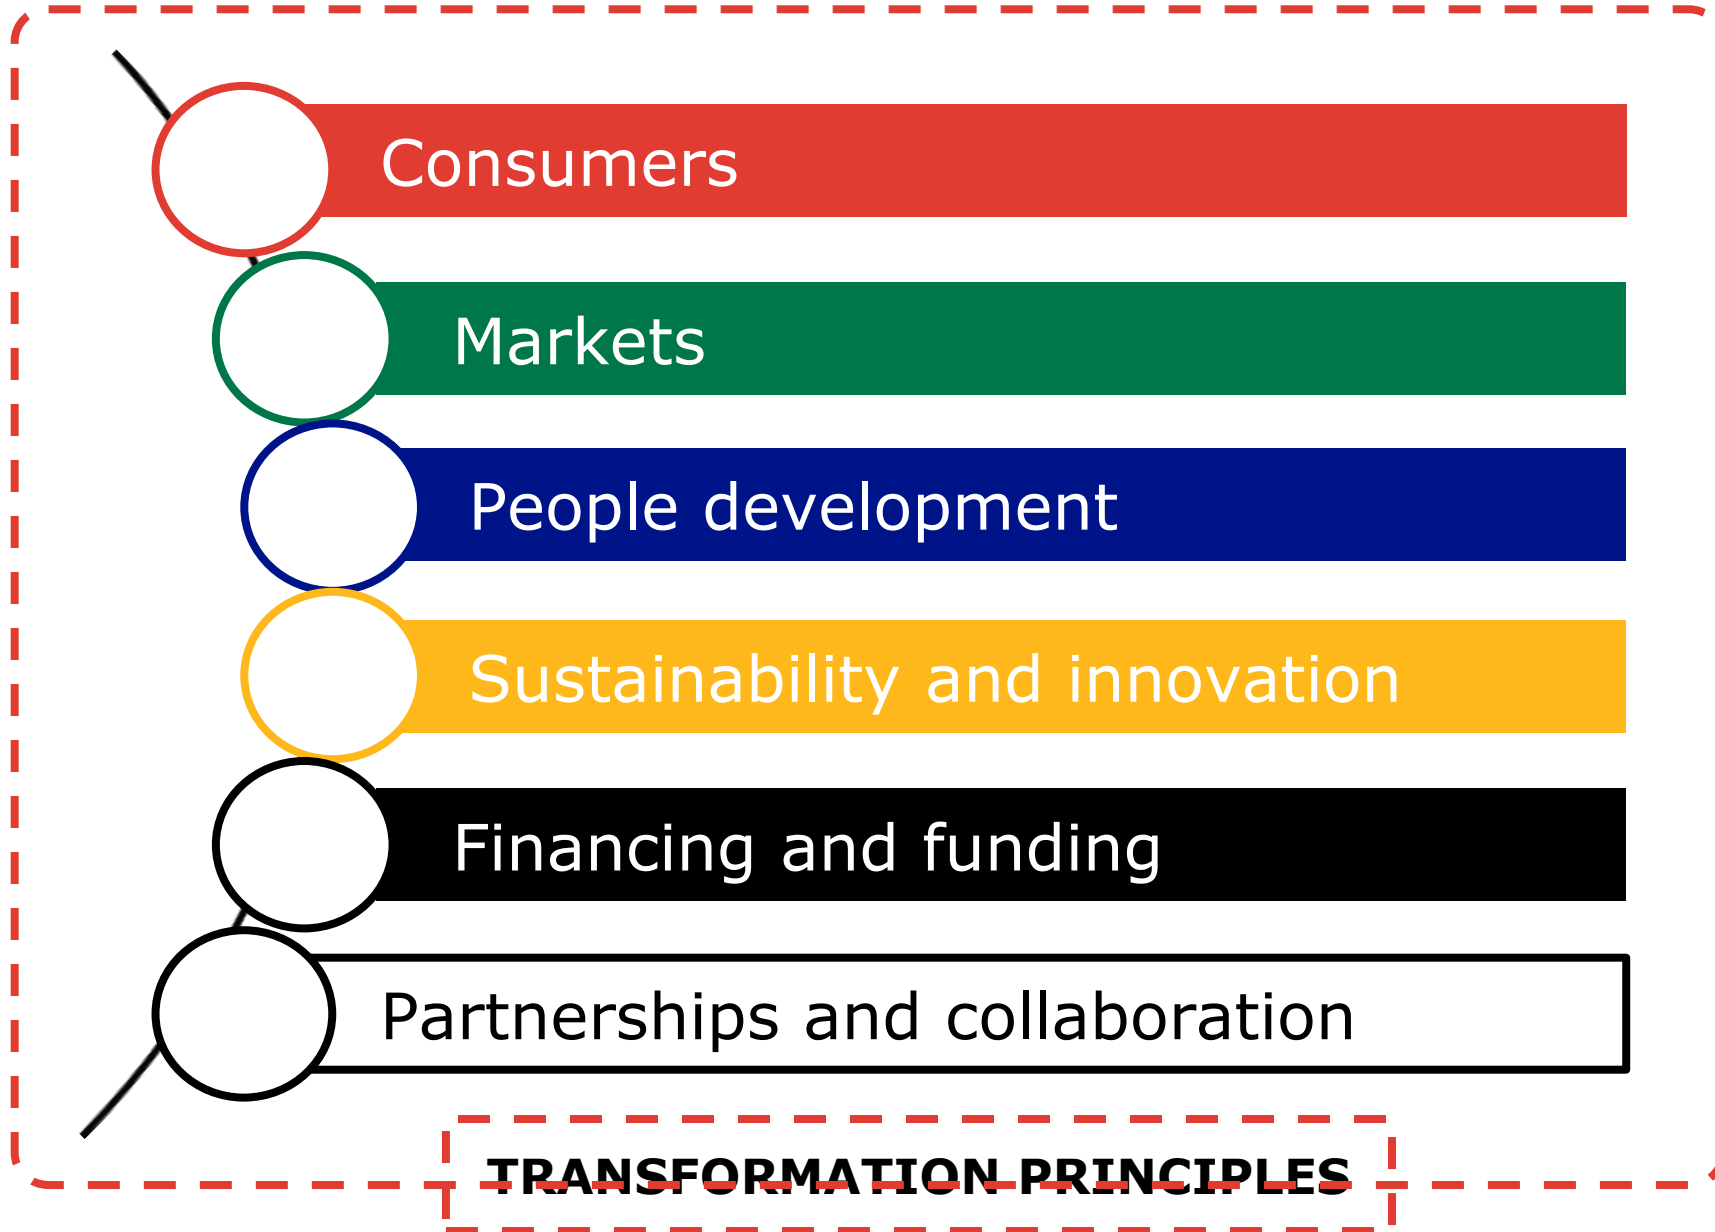 Consumers
Markets
People development
Sustainability and innovation
Financing and funding
Partnerships and collaboration
TRANSFORMATION PRINCIPLES